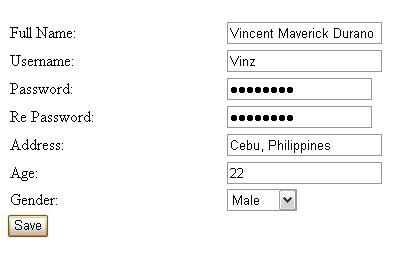 Full Name: Vincent Maverick Durano
Username: Vinz
Password: ●●●●●●●●
Re Password: ●●●●●●●●
Address: Cebu, Philippines
Age: 22
Gender: Male
Save